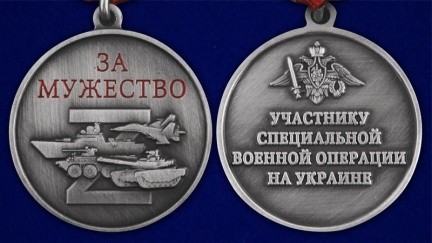 ЗА
МУЖЕСТВО
Z
УЧАСТНИКУ
СПЕЦИАЛЬНОЙ
ВОЕННОЙ ОПЕРАЦИИ
НА УКРАИНЕ